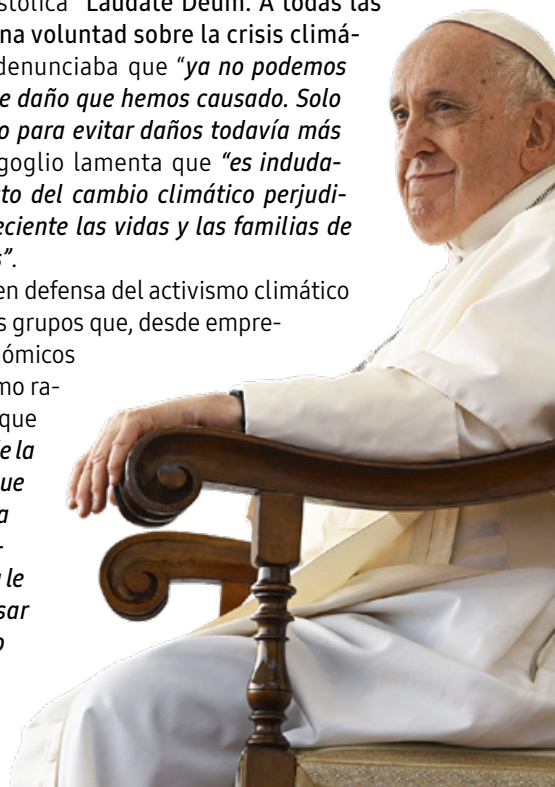 stólica “Laudate Deum. A todas las
na voluntad sobre la crisis climá-
denunciaba que “ya no podemos
e daño que hemos causado. Solo
o para evitar daños todavía más
goglio lamenta que “es induda-
to del cambio climático perjudi-
eciente las vidas y las familias de
s”.
en defensa del activismo climático
s grupos que, desde empre-
ómicos
mo ra-
que
de la
ue
a
le
sar
o